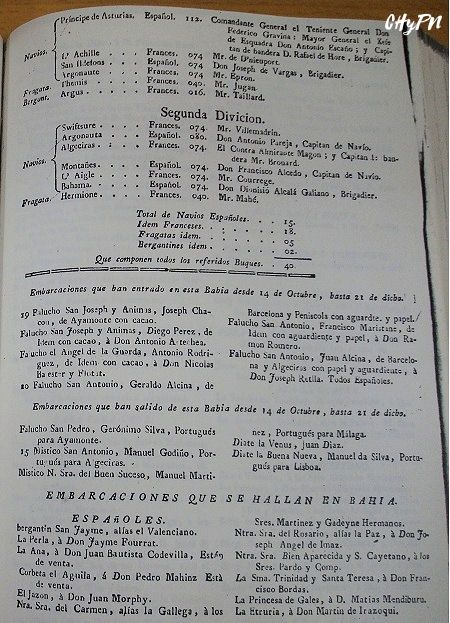 CHyPN
Príncipe de Asturias. Español. 112. Comandante General el Teniente General Don
Federico Gravina: Mayor General el Xefe
de Esquadra Don Antonio Escaño; y Capi-
tan de bandera D. Rafael de Hore, Brigadier.
Navíos.
L' Achille . . . . Frances. 074 Mr. de D'nieuport.
San Ildefons . . . Español. 074 Don Joseph de Vargas, Brigadier.
Argonaute . . . . Frances. 074 Mr. Epron.
Fragata. Themis . . . . Frances. 040. Mr. Jugan.
Bergant. Argus . . . . Frances. 016. Mr. Taillard.
Segunda Divicion.
Swiftsure . . . . Frances. 074. Mr. Villemadrin.
Argonauta . . . . Español. 080. Don Antonio Pareja, Capitan de Navío.
Algeciras . . . . Frances. 074. El Contra Almirante Magon; y Capitan de ban-
dera Mr. Brouard.
Navíos.
Montañes . . . . Español. 074 Don Francisco Alcedo, Capitan de Navío.
L' Aigle . . . . Frances. 074 Mr. Courrege.
Bahama . . . . Español. 074 Don Dionisio Alcalá Galiano, Brigadier.
Fragata. Hermione . . . . Frances. 040. Mr. Mahé.
Total de Navíos Españoles. . . . 15.
Idem Franceses. . . . . . 18.
Fragatas idem. . . . . . 05
Bergantines idem . . . . . 02.
Que componen todos los referidos Buques. . 40.
Embarcaciones que han entrado en esta Bahia desde 14 de Octubre, hasta 21 de dicho.
19 Falucho San Joseph y Animas, Joseph Cha-
con, de Ayamonte con cacao.
Falucho San Joseph y Animas, Diego Perez, de
Idem con cacao, à Don Antonio Artechea.
Falucho el Angel de la Guarda, Antonio Rodri-
guez, de Idem con cacao, à Don Nicolas
Balester y Flotit.
20 Falucho San Antonio, Geraldo Alcina, de
Barcelona y Peniscola con aguardte. y papel.
Falucho San Antonio, Francisco Maristine, de
Idem con aguardiente y papel, à Don Ra-
mon Romero.
Falucho San Antonio, Juan Alcina, de Barcelo-
na y Algeciras con papel y aguardiente, à
Don Joseph Retlla. Todos Españoles.
Embarcaciones que han salido de esta Bahia desde 14 de Octubre, hasta 21 de dicho.
Falucho San Pedro, Gerónimo Silva, Portugués
para Ayamonte.
15 Mistico San Antonio, Manuel Godiño, Por-
tugués para Algeciras.
Mistico N. Sra. del Buen Suceso, Manuel Marti-
nez, Portugués para Málaga.
Diate la Venus, Juan Diaz.
Diate la Buena Nueva, Manuel da Silva, Portu-
gués para Lisboa.
EMBARCACIONES QUE SE HALLAN EN BAHIA.
ESPAÑOLES.
bergantin San Jayme, alías el Valenciano.
La Perla, à Don Jayme Fourrat.
La Ana, à Don Juan Bautista Codevilla, Están
de venta.
Corbeta el Aguila, á Don Pedro Mahinz Està
de venta.
El Jazon, à Don Juan Morphy.
Nra. Sra. del Carmen, alías la Gallega, à los
Sres. Martinez y Gadeyne Hermanos.
Ntra. Sra. del Rosario, alías la Paz, à Don Jo-
seph Angel de Imaz.
Ntra. Sra. Bien Aparecida y S. Cayetano, à los
Sres. Pardo y Comp.
La Sma. Trinidad y Santa Teresa, à Don Fran-
cisco Bordas.
La Princesa de Gales, à D. Matias Mendiburu.
La Etruria, à Don Martin de Irazoqui.